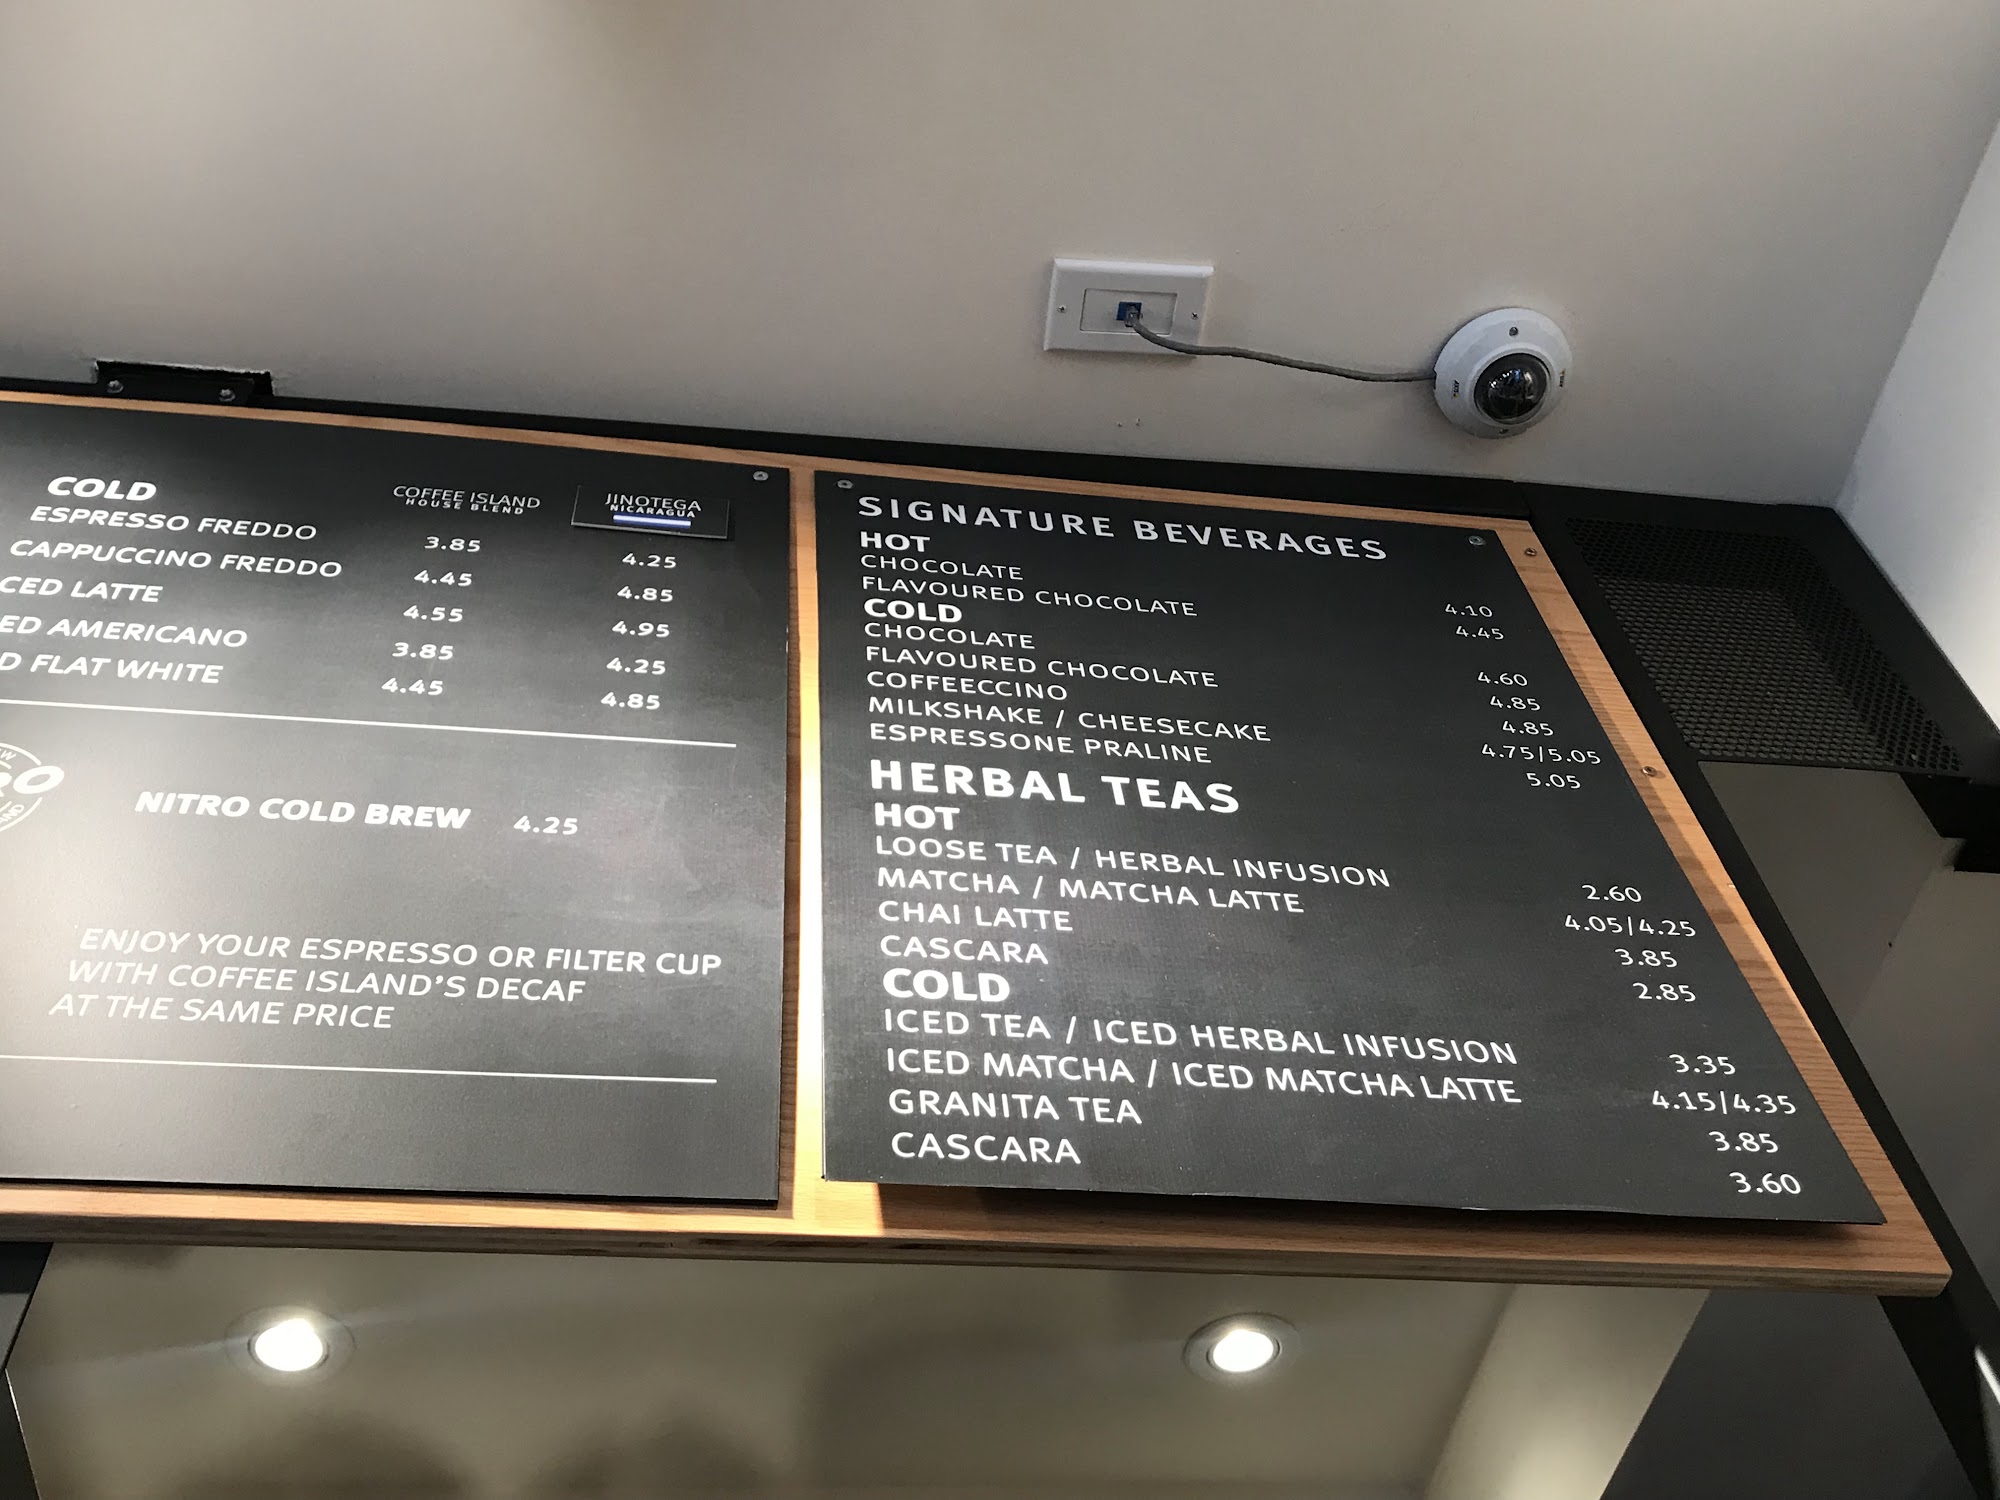 COLD
COFFEE ISLAND
HOUSE BLEND
JINOTEGA
NICARAGUA
ESPRESSO FREDDO 3.85 4.25
CAPPUCCINO FREDDO 4.45 4.85
CED LATTE 4.55 4.95
ED AMERICANO 3.85 4.25
D FLAT WHITE 4.45 4.85
NITRO COLD BREW 4.25
ENJOY YOUR ESPRESSO OR FILTER CUP
WITH COFFEE ISLAND'S DECAF
AT THE SAME PRICE
SIGNATURE BEVERAGES
HOT
CHOCOLATE 4.10
FLAVOURED CHOCOLATE 4.45
COLD
CHOCOLATE 4.60
FLAVOURED CHOCOLATE 4.85
COFFEECCINO 4.85
MILKSHAKE / CHEESECAKE 4.75|5.05
ESPRESSONE PRALINE 5.05
HERBAL TEAS
HOT
LOOSE TEA / HERBAL INFUSION 2.60
MATCHA / MATCHA LATTE 4.05|4.25
CHAI LATTE 3.85
CASCARA 2.85
COLD
ICED TEA / ICED HERBAL INFUSION 3.35
ICED MATCHA / ICED MATCHA LATTE 4.15|4.35
GRANITA TEA 3.85
CASCARA 3.60